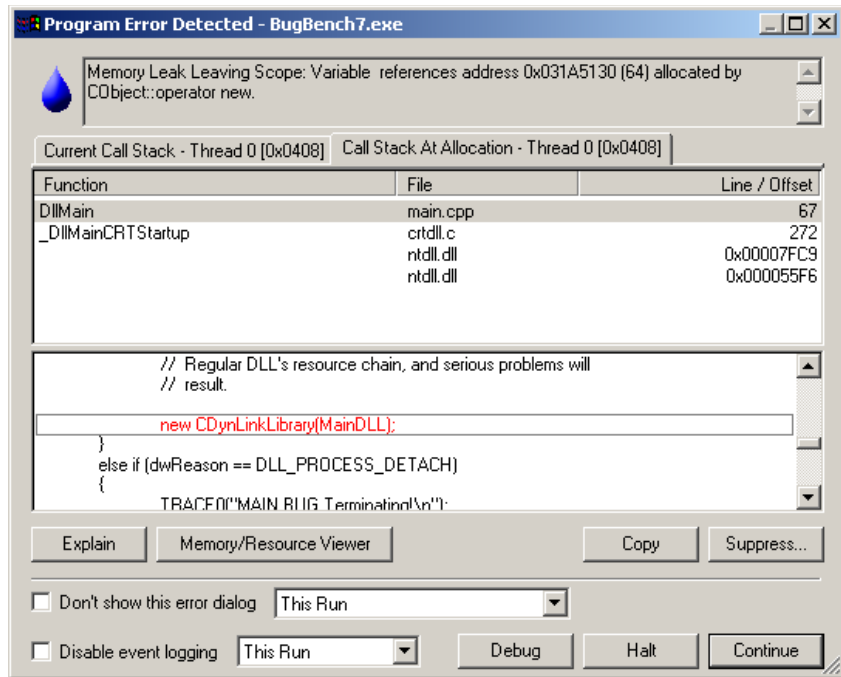 Program Error Detected - BugBench7.exe
Memory Leak Leaving Scope: Variable  references address 0x031A5130 (64) allocated by
CObject::operator new.
Current Call Stack - Thread 0 [0x0408] Call Stack At Allocation - Thread 0 [0x0408]
Function File Line / Offset
DllMain main.cpp 67
_DllMainCRTStartup crtdll.c 272
ntdll.dll 0x00007FC9
ntdll.dll 0x000055F6
// Regular DLL's resource chain, and serious problems will
// result.
new CDynLinkLibrary(MainDLL);
}
else if (dwReason == DLL_PROCESS_DETACH)
{
TRACE0("MAIN.BUG Terminating!\n");
Explain Memory/Resource Viewer Copy Suppress...
Don't show this error dialog This Run
Disable event logging This Run Debug Halt Continue